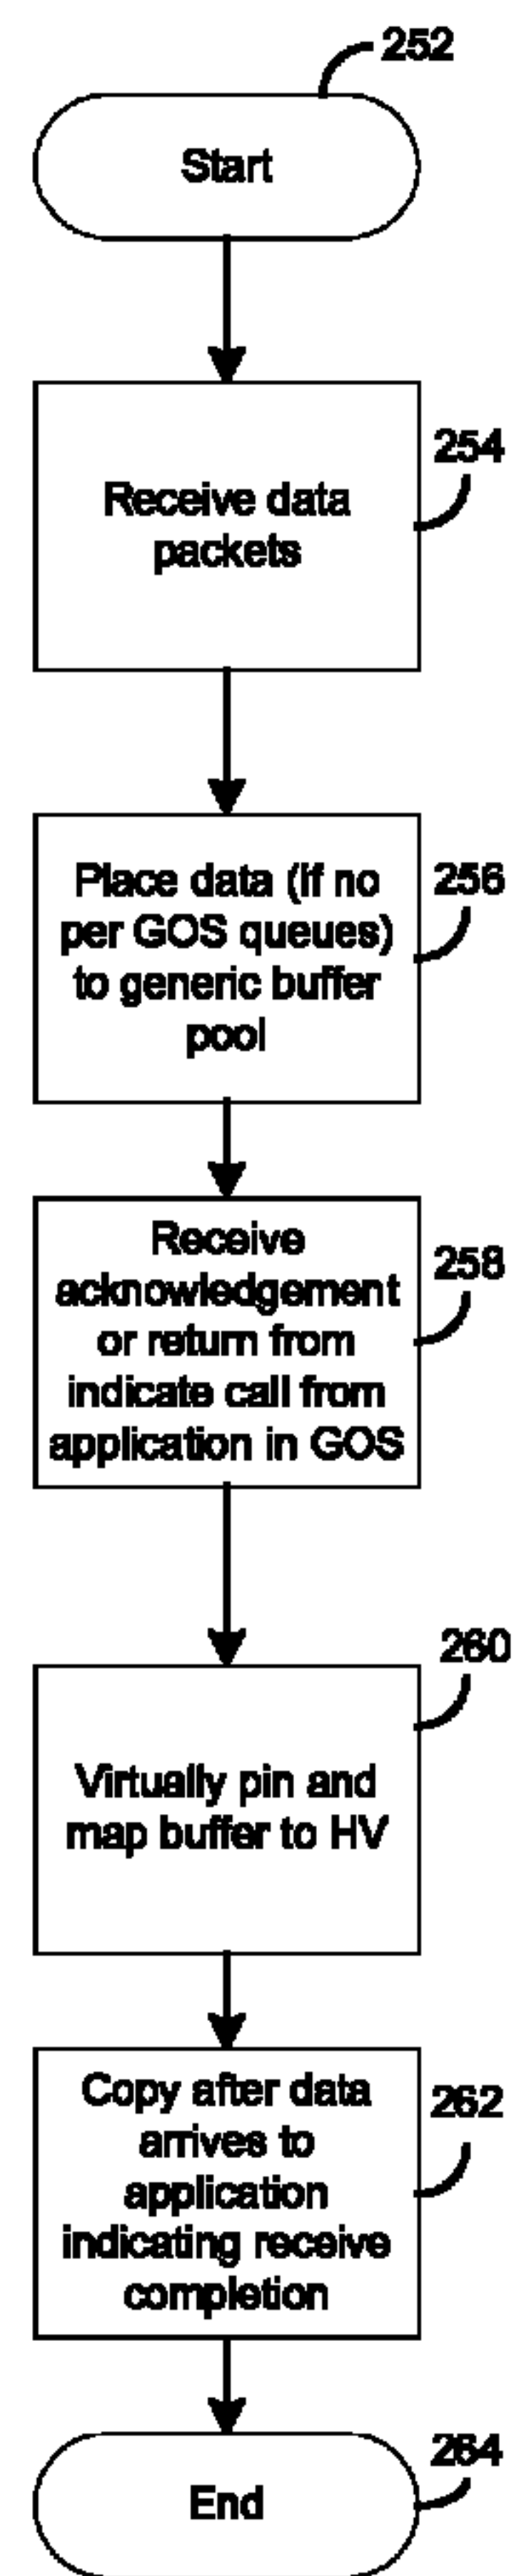 252
Start
254
Receive data
packets
256
Place data (if no
per GOS queues)
to generic buffer
pool
258
Receive
acknowledgement
or return from
indicate call from
application in GOS
260
Virtually pin and
map buffer to HV
262
Copy after data
arrives to
application
indicating receive
completion
264
End